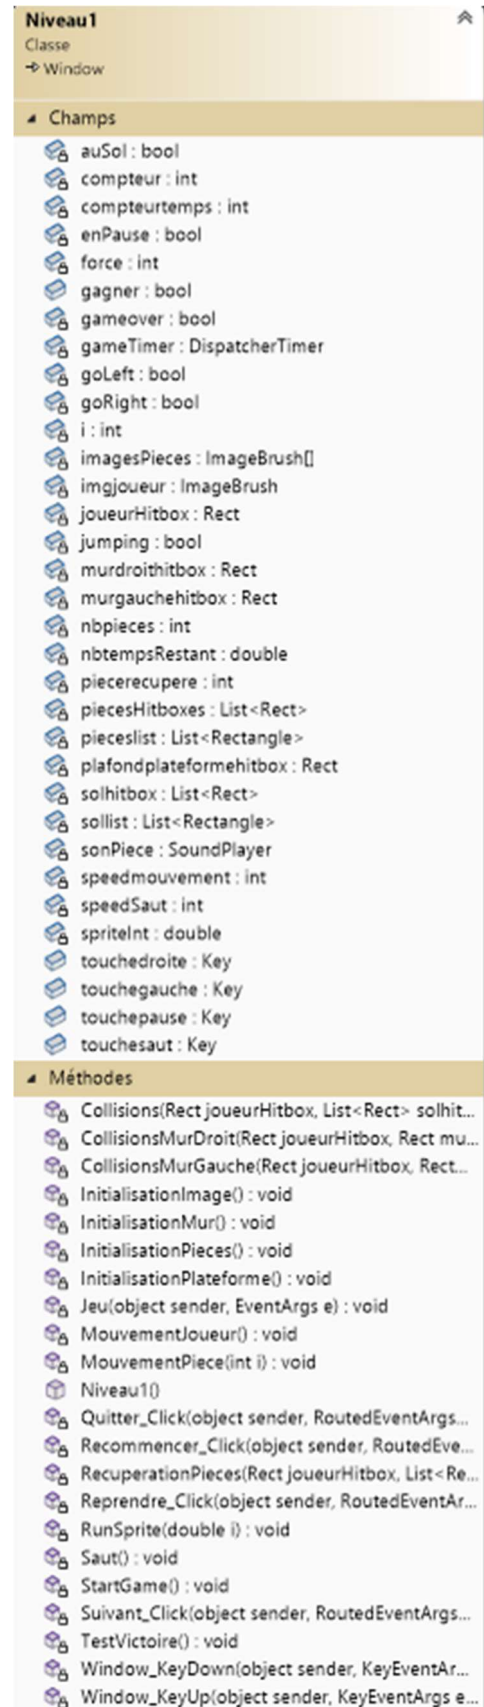 Niveau1
Classe
Window
Champs
auSol : bool
compteur : int
compteurtemps : int
enPause : bool
force : int
gagner : bool
gameover : bool
gameTimer : DispatcherTimer
goLeft : bool
goRight : bool
i : int
imagesPieces : ImageBrush[]
imgjoueur : ImageBrush
joueurHitbox : Rect
jumping : bool
murdroithitbox : Rect
murgauchehitbox : Rect
nbpieces : int
nbtempsRestant : double
piecerecupere : int
piecesHitboxes : List<Rect>
pieceslist : List<Rectangle>
plafondplateformehitbox : Rect
solhitbox : List<Rect>
sollist : List<Rectangle>
sonPiece : SoundPlayer
speedmouvement : int
speedSaut : int
spriteInt : double
touchedroite : Key
touchegauche : Key
touchepause : Key
touchesaut : Key
Méthodes
Collisions(Rect joueurHitbox, List<Rect> solhit...
CollisionsMurDroit(Rect joueurHitbox, Rect mu...
CollisionsMurGauche(Rect joueurHitbox, Rect...
InitialisationImage() : void
InitialisationMur() : void
InitialisationPieces() : void
InitialisationPlateforme() : void
Jeu(object sender, EventArgs e) : void
MouvementJoueur() : void
MouvementPiece(int i) : void
Niveau1()
Quitter_Click(object sender, RoutedEventArgs...
Recommencer_Click(object sender, RoutedEve...
RecuperationPieces(Rect joueurHitbox, List<Re...
Reprendre_Click(object sender, RoutedEventAr...
RunSprite(double i) : void
Saut() : void
StartGame() : void
Suivant_Click(object sender, RoutedEventArgs...
TestVictoire() : void
Window_KeyDown(object sender, KeyEventAr...
Window_KeyUp(object sender, KeyEventArgs e...